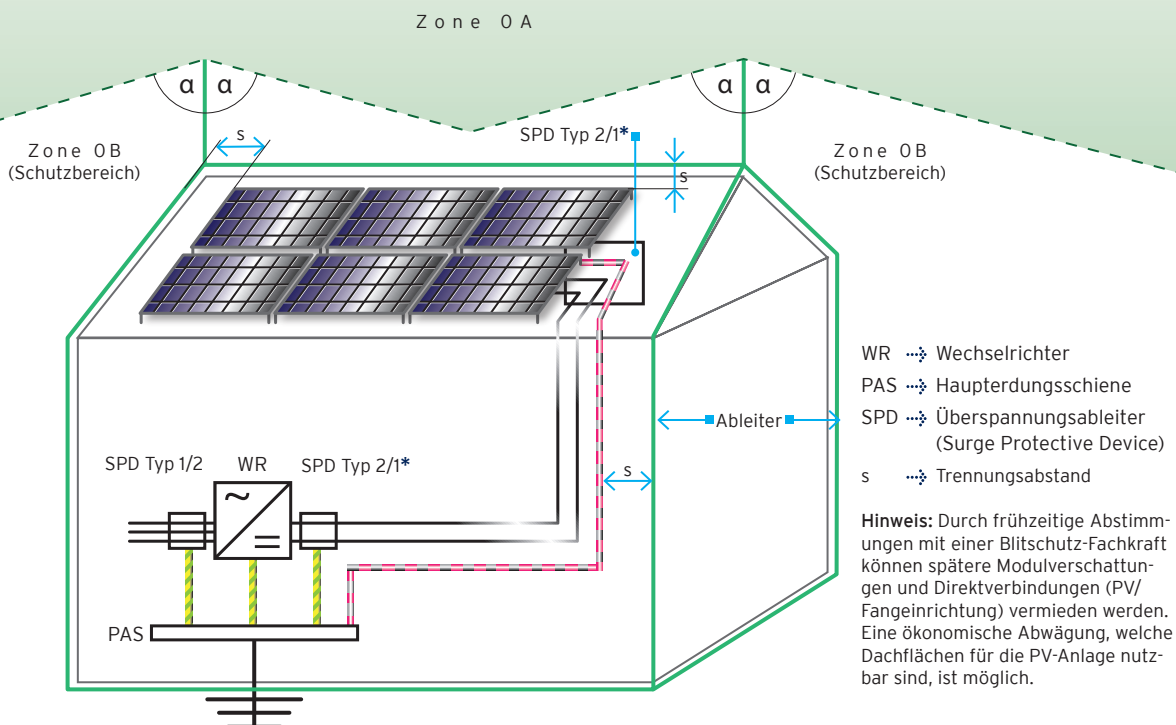 Zone 0A
α α
α α
s
SPD Typ 2/1*
Zone 0B
(Schutzbereich)
Zone 0B
(Schutzbereich)
s
WR Wechselrichter
PAS Haupterdungsschiene
SPD Überspannungsableiter
(Surge Protective Device)
s Trennungsabstand
Ableiter
SPD Typ 1/2 WR SPD Typ 2/1*
s
~
=
PAS
Hinweis: Durch frühzeitige Abstimm-
ungen mit einer Blitschutz-Fachkraft
können spätere Modulverschattun-
gen und Direktverbindungen (PV/
Fangeinrichtung) vermieden werden.
Eine ökonomische Abwägung, welche
Dachflächen für die PV-Anlage nutz-
bar sind, ist möglich.